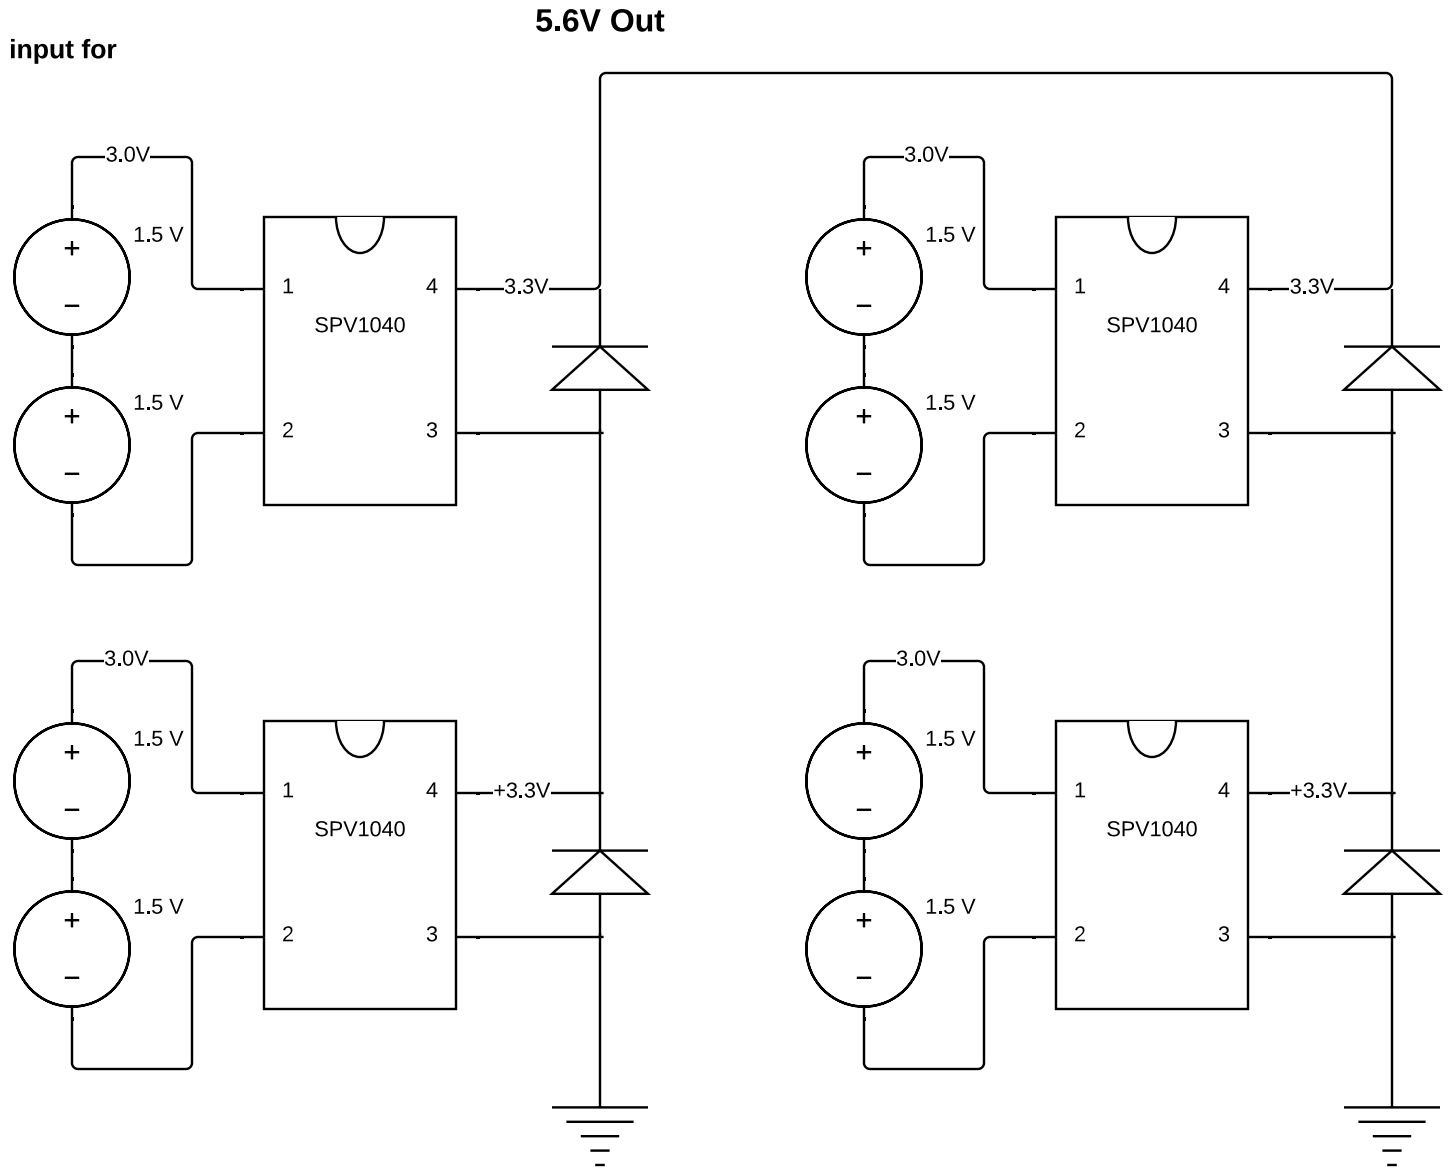 5.6V Out
input for
3.0V
3.0V
+
1.5 V
+
1.5 V
–
–
1
4
3.3V
1
4
3.3V
SPV1040
SPV1040
+
1.5 V
+
1.5 V
–
–
2
3
2
3
3.0V
3.0V
+
1.5 V
+
1.5 V
–
–
1
4
+3.3V
1
4
+3.3V
SPV1040
SPV1040
+
1.5 V
+
1.5 V
–
–
2
3
2
3